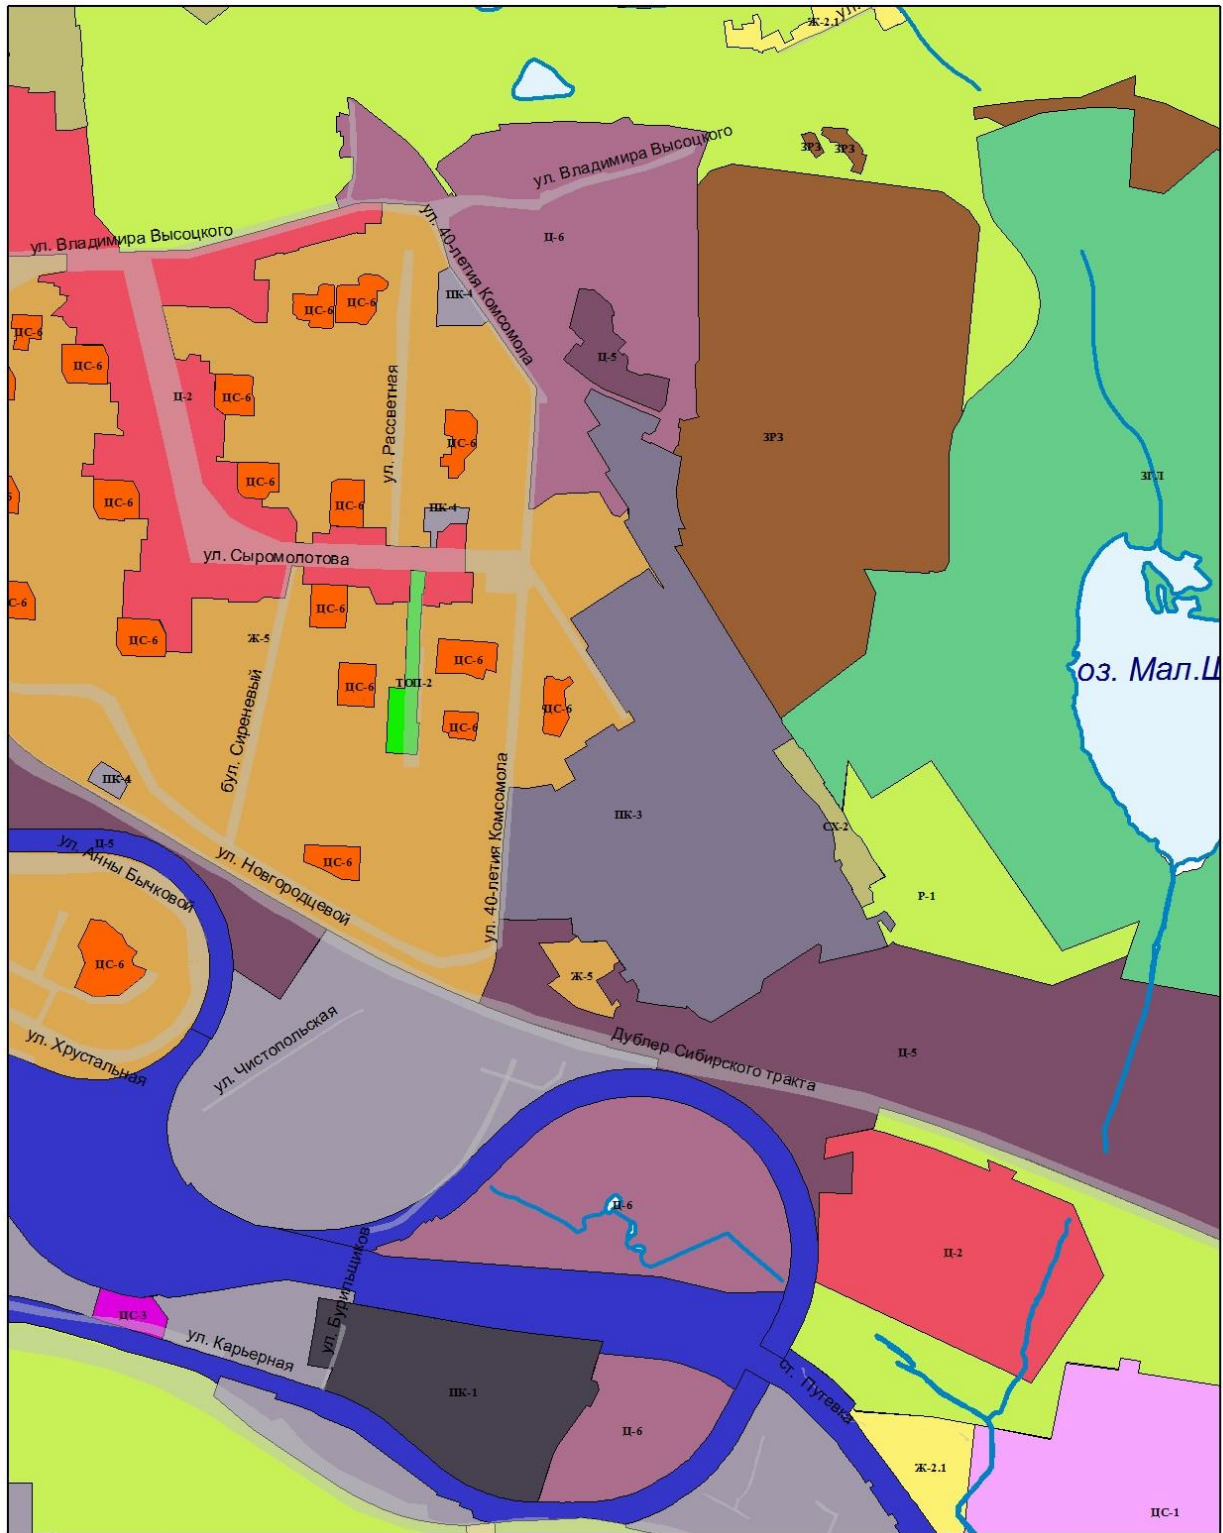 Ж-2.1
ул.
ЗРЗ
ЗРЗ
ул. Владимира Высоцкого
ул. Владимира Высоцкого
ул. 40-летия Комсомола
Ц-6
ПК-4
ЦС-6
ЦС-6
ЦС-6
ЦС-6
Ц-5
Ц-2
ЦС-6
ул. Рассветная
ЦС-6
ЗРЗ
ЗГЛ
ЦС-6
ЦС-6
ЦС-6
ПК-4
ул. Сыромолотова
С-6
ЦС-6
ЦС-6
Ж-5
ЦС-6
оз. Мал.Ш
ТОП-2
ЦС-6
ЦС-6
ЦС-6
бул. Сиреневый
ПК-4
ул. 40-летия Комсомола
ПК-3
СХ-2
Ц-5
ул. Анны Бычковой
ул. Новгородцевой
ЦС-6
Р-1
ЦС-6
Ж-5
ул. Хрустальная
ул. Чистопольская
Дублер Сибирского тракта
Ц-5
Ц-6
Ц-2
ул. Бурильщиков
ЦС-3
ул. Карьерная
ПК-1
ст. Путевка
Ц-6
Ж-2.1
ЦС-1